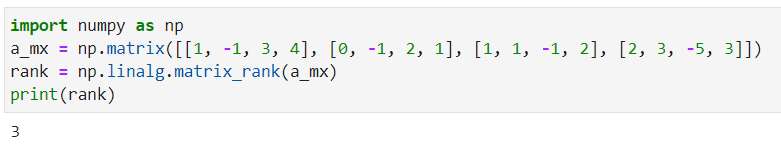 import numpy as np
a_mx = np.matrix([[1, -1, 3, 4], [0, -1, 2, 1], [1, 1, -1, 2], [2, 3, -5, 3]])
rank = np.linalg.matrix_rank(a_mx)
print(rank)
3